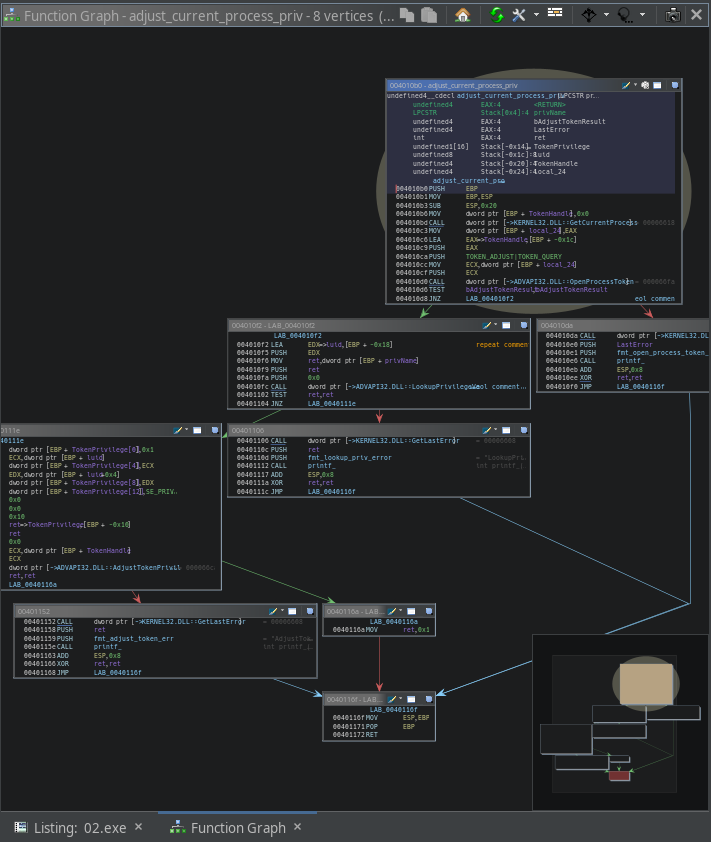 Function Graph - adjust_current_process_priv - 8 vertices (...
004010b0 - adjust_current_process_priv
undefined4 __cdecl adjust_current_process_pri LPCSTR pr...
undefined4 EAX:4 <RETURN>
LPCSTR Stack[0x4]:4 privName
undefined4 EAX:4 bAdjustTokenResult
undefined4 EAX:4 LastError
int EAX:4 ret
undefined1[16] Stack[-0x14] TokenPrivilege
undefined8 Stack[-0x1c]:8 luid
undefined4 Stack[-0x20]:4 TokenHandle
undefined4 Stack[-0x24]:4 local_24
adjust_current_pr
004010b0 PUSH EBP
004010b1 MOV EBP,ESP
004010b3 SUB ESP,0x20
004010b6 MOV dword ptr [EBP + TokenHandle],0x0
004010bd CALL dword ptr [->KERNEL32.DLL::GetCurrentProcess
004010c3 MOV dword ptr [EBP + local_24],EAX
004010c6 LEA EAX=>TokenHandle,[EBP + -0x1c]
004010c9 PUSH EAX
004010ca PUSH TOKEN_ADJUST|TOKEN_QUERY
004010cc MOV ECX,dword ptr [EBP + local_24]
004010cf PUSH ECX
004010d0 CALL dword ptr [->ADVAPI32.DLL::OpenProcessToken
004010d6 TEST bAdjustTokenResult,bAdjustTokenResult
004010d8 JNZ LAB_004010f2 eol commen
004010f2 - LAB_004010f2
LAB_004010f2
004010f2 LEA EDX=>luid,[EBP + -0x18] repeat commen
004010f5 PUSH EDX
004010f6 MOV ret,dword ptr [EBP + privName]
004010f9 PUSH ret
004010fa PUSH 0x0
004010fc CALL dword ptr [->ADVAPI32.DLL::LookupPrivilegeVa eol comment...
00401102 TEST ret,ret
00401104 JNZ LAB_0040111e
004010da
004010da CALL dword ptr [->KERNEL32.
004010e0 PUSH LastError
004010e1 PUSH fmt_open_process_token_
004010e6 CALL printf_
004010eb ADD ESP,0x8
004010ee XOR ret,ret
004010f0 JMP LAB_0040116f
00401106
00401106 CALL dword ptr [->KERNEL32.DLL::GetLastError] = 00000608
0040110c PUSH ret
0040110d PUSH fmt_lookup_priv_error = "LookupPri...
00401112 CALL printf_ int printf_(...
00401117 ADD ESP,0x8
0040111a XOR ret,ret
0040111c JMP LAB_0040116f
0111e
40111e
dword ptr [EBP + TokenPrivilege[0]],0x1
ECX,dword ptr [EBP + luid]
dword ptr [EBP + TokenPrivilege[4]],ECX
EDX,dword ptr [EBP + luid+0x4]
dword ptr [EBP + TokenPrivilege[8]],EDX
dword ptr [EBP + TokenPrivilege[12]],SE_PRIV..
0x0
0x0
0x10
ret=>TokenPrivilege,[EBP + -0x10]
ret
0x0
ECX,dword ptr [EBP + TokenHandle]
ECX
dword ptr [->ADVAPI32.DLL::AdjustTokenPrivil
ret,ret
LAB_0040116a
00401152
00401152 CALL dword ptr [->KERNEL32.DLL::GetLastError] = 00000608
00401158 PUSH ret
00401159 PUSH fmt_adjust_token_err = "AdjustTok...
0040115e CALL printf_ int printf_(...
00401163 ADD ESP,0x8
00401166 XOR ret,ret
00401168 JMP LAB_0040116f
0040116a - LAB...
LAB_0040116a
0040116a MOV ret,0x1
0040116f - LAB...
LAB_0040116f
0040116f MOV ESP,EBP
00401171 POP EBP
00401172 RET
Listing: 02.exe ✕
Function Graph ✕